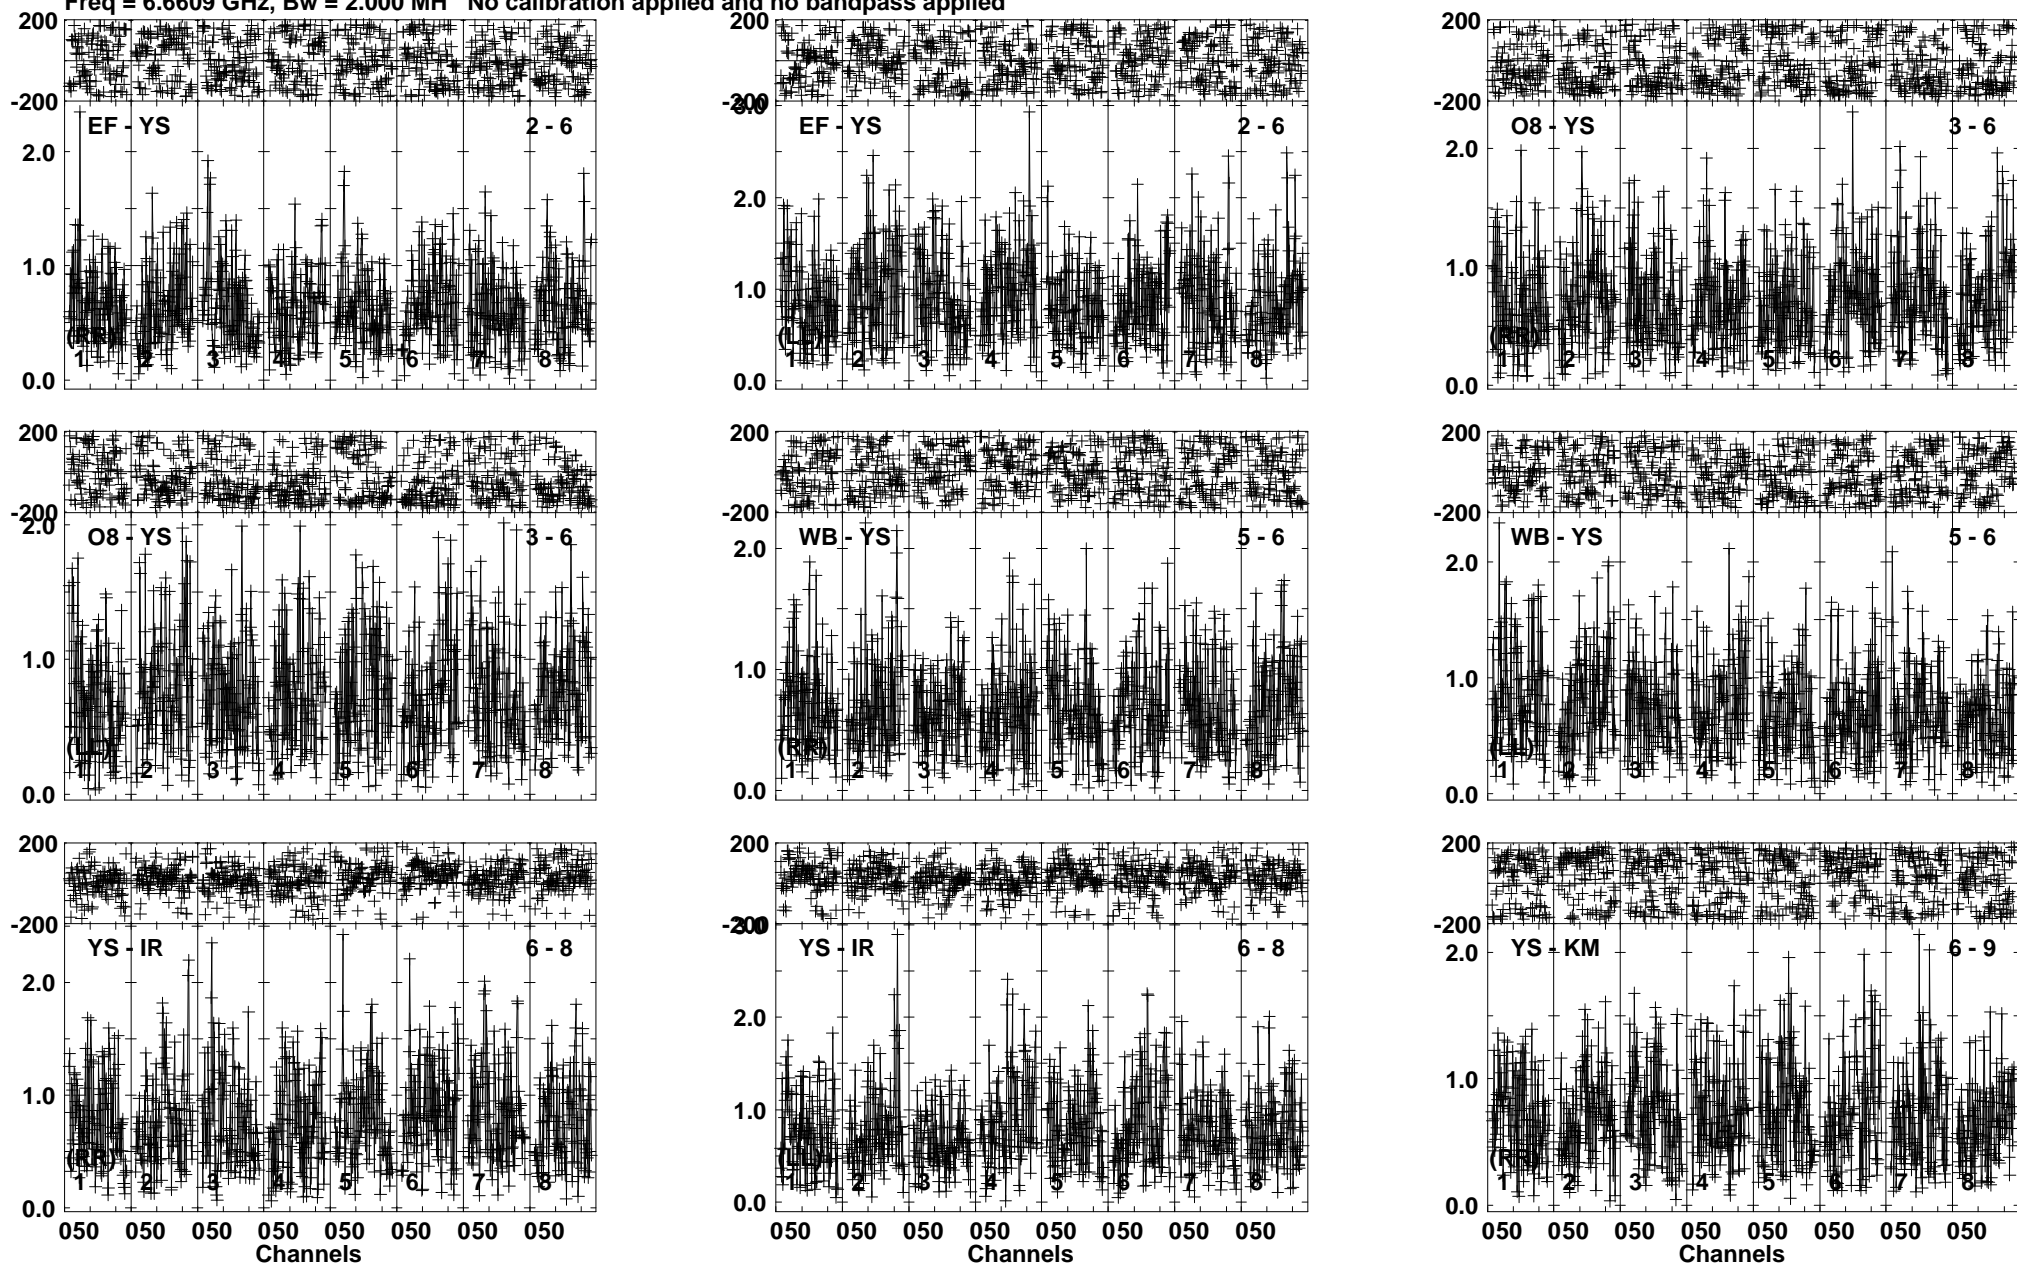 Freq = 6.6609 GHz, Bw = 2.000 MH No calibration applied and no bandpass applied
200 200 200
-200 -200 -200
3.0
EF - YS 2 - 6 EF - YS 2 - 6 O8 - YS 3 - 6
2.0 2.0 2.0
1.0 1.0 1.0
(RR) (LL) (RR)
1 2 3 4 5 6 7 8 1 2 3 4 5 6 7 8 1 2 3 4 5 6 7 8
0.0 0.0 0.0
200 200 200
-200 -200 -200
O8 - YS 3 - 6 WB - YS 5 - 6 WB - YS 5 - 6
2.0 2.0 2.0
1.0 1.0 1.0
(LL) (RR) (LL)
1 2 3 4 5 6 7 8 1 2 3 4 5 6 7 8 1 2 3 4 5 6 7 8
0.0 0.0 0.0
200 200 200
-200 -200 -200
3.0
YS - IR 6 - 8 YS - IR 6 - 8 YS - KM 6 - 9
2.0 2.0 2.0
1.0 1.0 1.0
(RR) (LL) (RR)
1 2 3 4 5 6 7 8 1 2 3 4 5 6 7 8 1 2 3 4 5 6 7 8
0.0 0.0 0.0
050 050 050 050 050 050 050 050 050 050 050 050 050 050 050 050 050 050 050 050 050 050 050 050
Channels Channels Channels